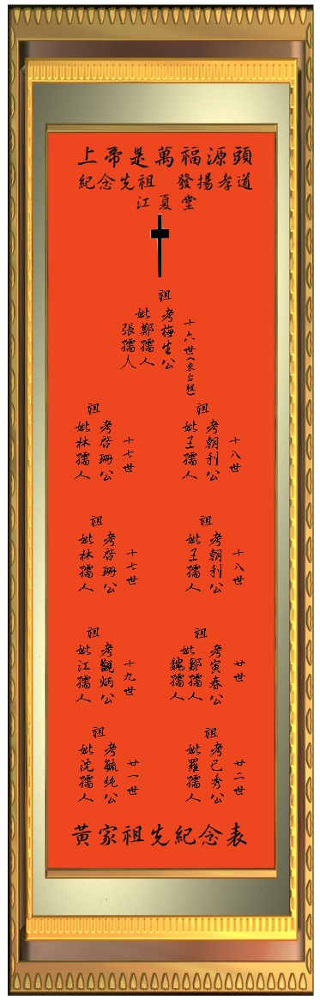 上帝是萬福源頭
紀念先祖　發揚孝道
江夏堂
十六世(來台祖)
祖
考梅生公
妣鄭孺人
張孺人
十八世
祖
考朝利公
妣王孺人
十七世
祖
考啓珊公
妣林孺人
十八世
祖
考朝利公
妣王孺人
十七世
祖
考啓珊公
妣林孺人
廿世
祖
考寅春公
妣鄒孺人
魏孺人
十九世
祖
考觀炳公
妣江孺人
廿二世
祖
考己秀公
妣羅孺人
廿一世
祖
考毓純公
妣沈孺人
黃家祖先紀念表